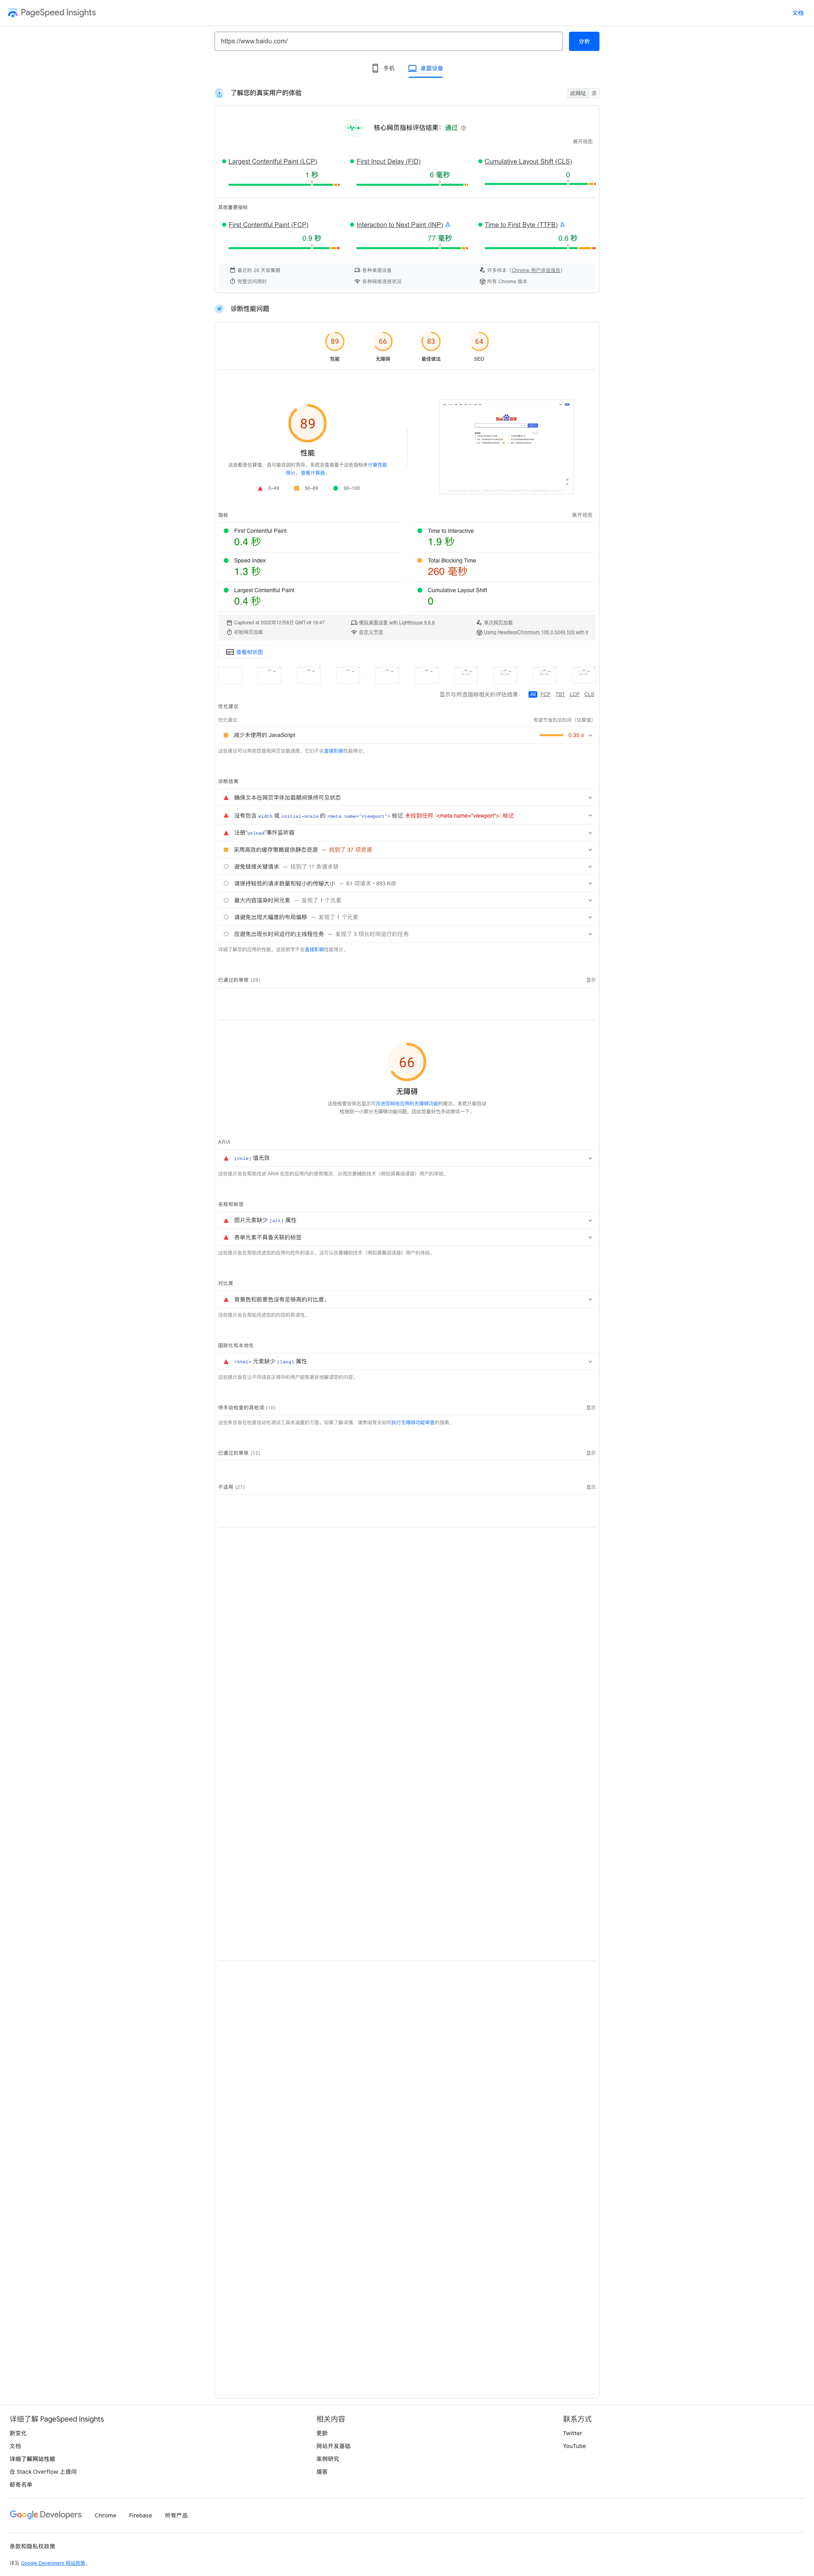 PageSpeed Insights
文档
https://www.baidu.com/
分析
手机
桌面设备
了解您的真实用户的体验
此网址
源
核心网页指标评估结果：通过
展开视图
Largest Contentful Paint (LCP)
1 秒
First Input Delay (FID)
6 毫秒
Cumulative Layout Shift (CLS)
0
其他重要指标
First Contentful Paint (FCP)
0.9 秒
Interaction to Next Paint (INP)
77 毫秒
Time to First Byte (TTFB)
0.6 秒
最近的 28 天收集期
各种桌面设备
许多样本（Chrome 用户体验报告）
完整访问用时
各种网络连接状况
所有 Chrome 版本
诊断性能问题
89
性能
66
无障碍
83
最佳做法
64
SEO
89
性能
这些都是估算值，且可能会因时而异。系统会直接基于这些指标来计算性能
得分。查看计算器。
0–49
50–89
90–100
指标
展开视图
First Contentful Paint
0.4 秒
Time to Interactive
1.9 秒
Speed Index
1.3 秒
Total Blocking Time
260 毫秒
Largest Contentful Paint
0.4 秒
Cumulative Layout Shift
0
Captured at 2022年12月8日 GMT+8 16:47
模拟桌面设备 with Lighthouse 9.6.6
单次网页加载
初始网页加载
自定义节流
Using HeadlessChromium 106.0.5249.103 with lr
查看树状图
显示与所选指标相关的评估结果：
All FCP TBT LCP CLS
优化建议
优化建议
有望节省的总时间（估算值）
减少未使用的 JavaScript
0.35 s
这些建议可以帮助您提高网页加载速度。它们不会直接影响性能得分。
诊断结果
确保文本在网页字体加载期间保持可见状态
没有包含 width 或 initial-scale 的 <meta name="viewport"> 标记 未找到任何 `<meta name="viewport">` 标记
注册“unload”事件监听器
采用高效的缓存策略提供静态资源 — 找到了 37 项资源
避免链接关键请求 — 找到了 11 条请求链
请保持较低的请求数量和较小的传输大小 — 61 项请求 • 893 KiB
最大内容渲染时间元素 — 发现了 1 个元素
请避免出现大幅度的布局偏移 — 发现了 1 个元素
应避免出现长时间运行的主线程任务 — 发现了 3 项长时间运行的任务
详细了解您的应用的性能。这些数字不会直接影响性能得分。
已通过的审核 (29)
显示
66
无障碍
这些检查会突出显示可改进您网络应用的无障碍功能的提示。系统只能自动
检测到一小部分无障碍功能问题，因此您最好也手动测试一下。
ARIA
[role] 值无效
这些提示旨在帮助改进 ARIA 在您的应用内的使用情况，从而改善辅助技术（例如屏幕阅读器）用户的体验。
名称和标签
图片元素缺少 [alt] 属性
表单元素不具备关联的标签
这些提示旨在帮助改进您的应用内控件的语义。这可以改善辅助技术（例如屏幕阅读器）用户的体验。
对比度
背景色和前景色没有足够高的对比度。
这些提示旨在帮助改进您的内容的易读性。
国际化和本地化
<html> 元素缺少 [lang] 属性
这些提示旨在让不同语言区域中的用户能够更好地解读您的内容。
待手动检查的其他项 (10)
显示
这些条目旨在检查自动化测试工具未涵盖的方面。如需了解详情，请参阅有关如何执行无障碍功能审查的指南。
已通过的审核 (12)
显示
不适用 (27)
显示
详细了解 PageSpeed Insights
相关内容
联系方式
新变化
更新
Twitter
文档
网站开发基础
YouTube
详细了解网站性能
案例研究
在 Stack Overflow 上提问
播客
邮寄名单
Google Developers
Chrome
Firebase
所有产品
条款和隐私权政策
详见 Google Developers 网站政策。